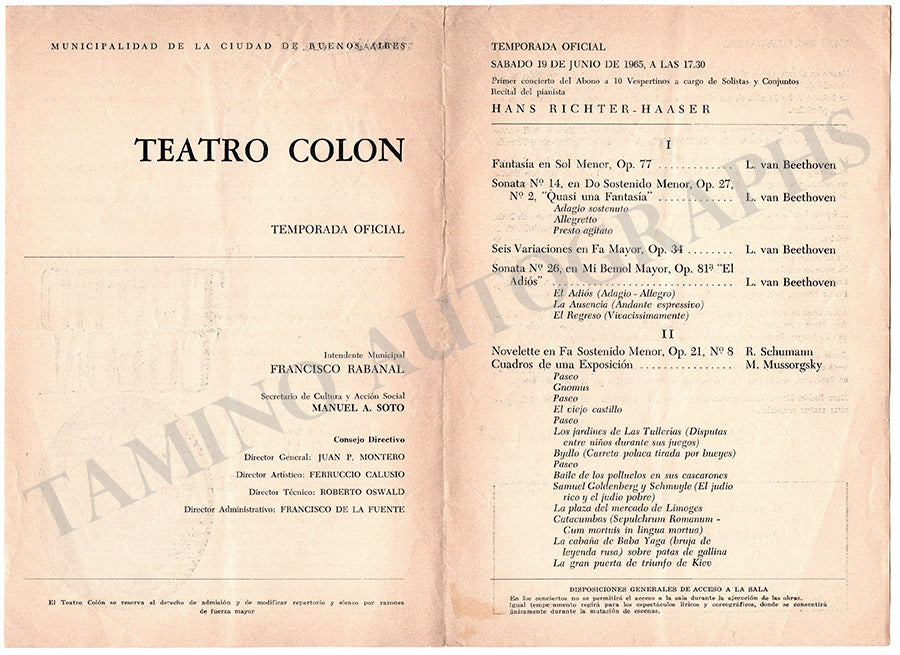 MUNICIPALIDAD DE LA CIUDAD DE BUENOS AIRES
TEATRO COLON
TEMPORADA OFICIAL
Intendente Municipal
FRANCISCO RABANAL
Secretario de Cultura y Acción Social
MANUEL A. SOTO
Consejo Directivo
Director General: JUAN P. MONTERO
Director Artístico: FERRUCCIO CALUSIO
Director Técnico: ROBERTO OSWALD
Director Administrativo: FRANCISCO DE LA FUENTE
El Teatro Colón se reserva el derecho de admisión y de modificar repertorio y elenco por razones
de fuerza mayor
TEMPORADA OFICIAL
SABADO 19 DE JUNIO DE 1965, A LAS 17.30
Primer concierto del Abono a 10 Vespertinos a cargo de Solistas y Conjuntos
Recital del pianista
HANS RICHTER-HAASER
I
Fantasía en Sol Menor, Op. 77 ............. L. van Beethoven
Sonata Nº 14, en Do Sostenido Menor, Op. 27,
Nº 2, "Quasi una Fantasía" ............. L. van Beethoven
Adagio sostenuto
Allegretto
Presto agitato
Seis Variaciones en Fa Mayor, Op. 34 ........ L. van Beethoven
Sonata Nº 26, en Mi Bemol Mayor, Op. 81ª "El
Adiós" ............. L. van Beethoven
El Adiós (Adagio - Allegro)
La Ausencia (Andante espressivo)
El Regreso (Vivacissimamente)
II
Novelette en Fa Sostenido Menor, Op. 21, Nº 8 R. Schumann
Cuadros de una Exposición ................ M. Mussorgsky
Paseo
Gnomus
Paseo
El viejo castillo
Paseo
Los jardines de Las Tullerías (Disputas
entre niños durante sus juegos)
Bydlo (Carreta polaca tirada por bueyes)
Paseo
Baile de los polluelos en sus cascarones
Samuel Goldenberg y Schmuyle (El judio
rico y el judio pobre)
La plaza del mercado de Limoges
Catacumbas (Sepulchrum Romanum -
Cum mortuis in lingua mortua)
La cabaña de Baba Yaga (bruja de
leyenda rusa) sobre patas de gallina
La gran puerta de triunfo de Kiev
DISPOSICIONES GENERALES DE ACCESO A LA SALA
En los conciertos no se permitirá el acceso a la sala durante la ejecución de las obras.
Igual temperamento regirá para los espectáculos líricos y coreográficos, donde se consentirá
únicamente durante la mutación de escenas.
TAMINO AUTOGRAPHS